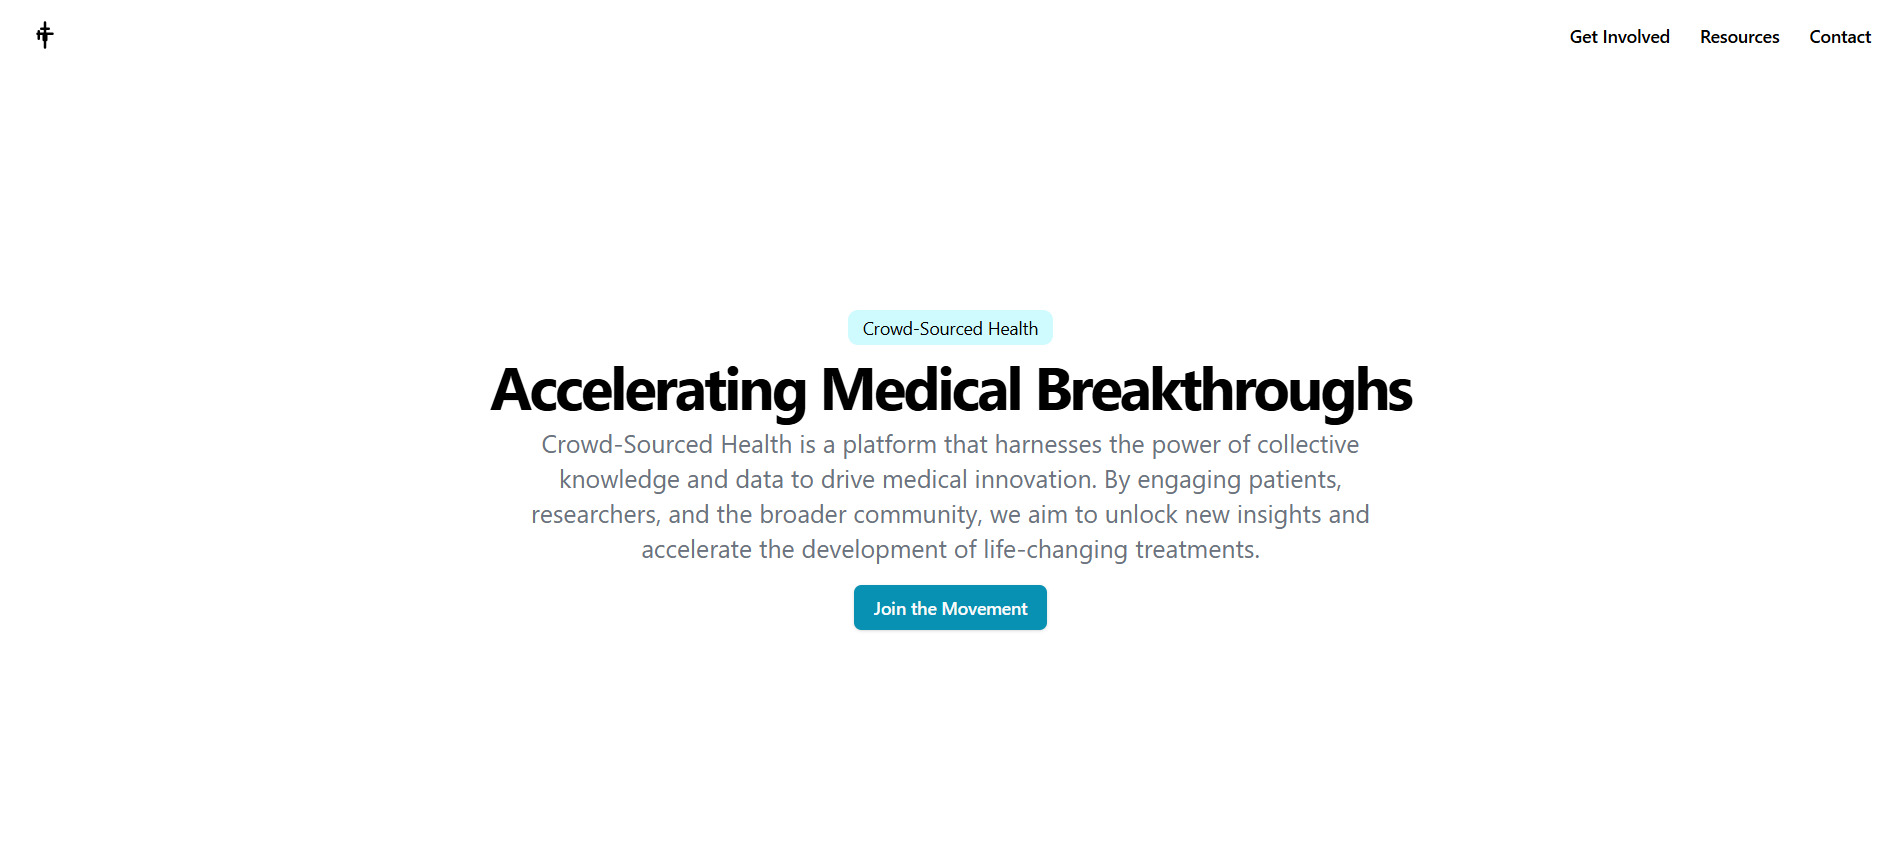 Get Involved Resources Contact
Crowd-Sourced Health
Accelerating Medical Breakthroughs
Crowd-Sourced Health is a platform that harnesses the power of collective
knowledge and data to drive medical innovation. By engaging patients,
researchers, and the broader community, we aim to unlock new insights and
accelerate the development of life-changing treatments.
Join the Movement